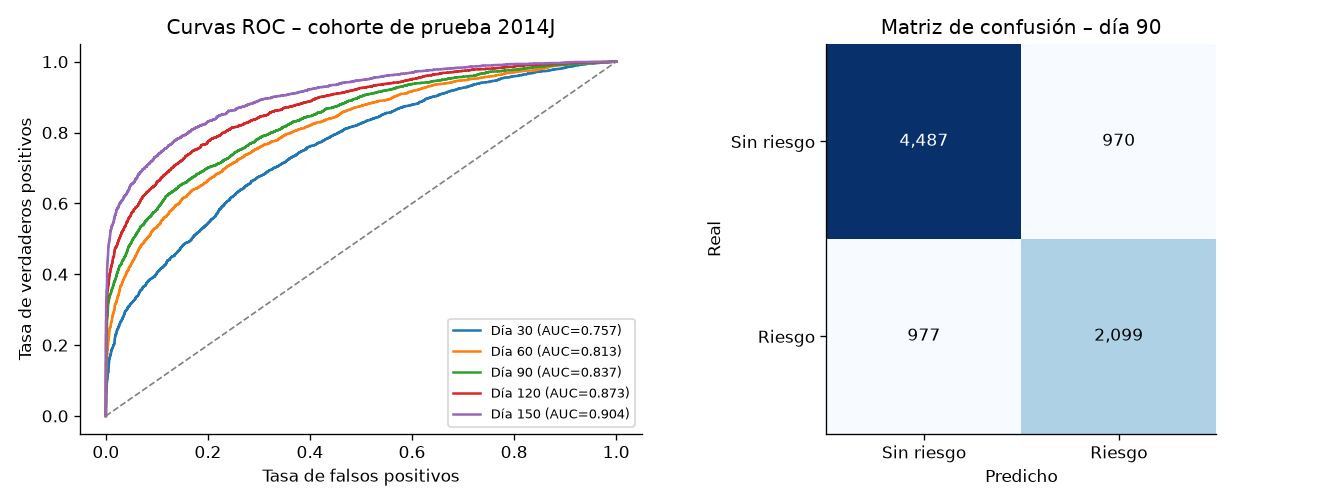 Curvas ROC – cohorte de prueba 2014J
Tasa de verdaderos positivos
1.0
0.8
0.6
0.4
0.2
0.0
0.0 0.2 0.4 0.6 0.8 1.0
Tasa de falsos positivos
Día 30 (AUC=0.757)
Día 60 (AUC=0.813)
Día 90 (AUC=0.837)
Día 120 (AUC=0.873)
Día 150 (AUC=0.904)
Matriz de confusión – día 90
Real
Sin riesgo 4,487 970
Riesgo 977 2,099
Sin riesgo Riesgo
Predicho